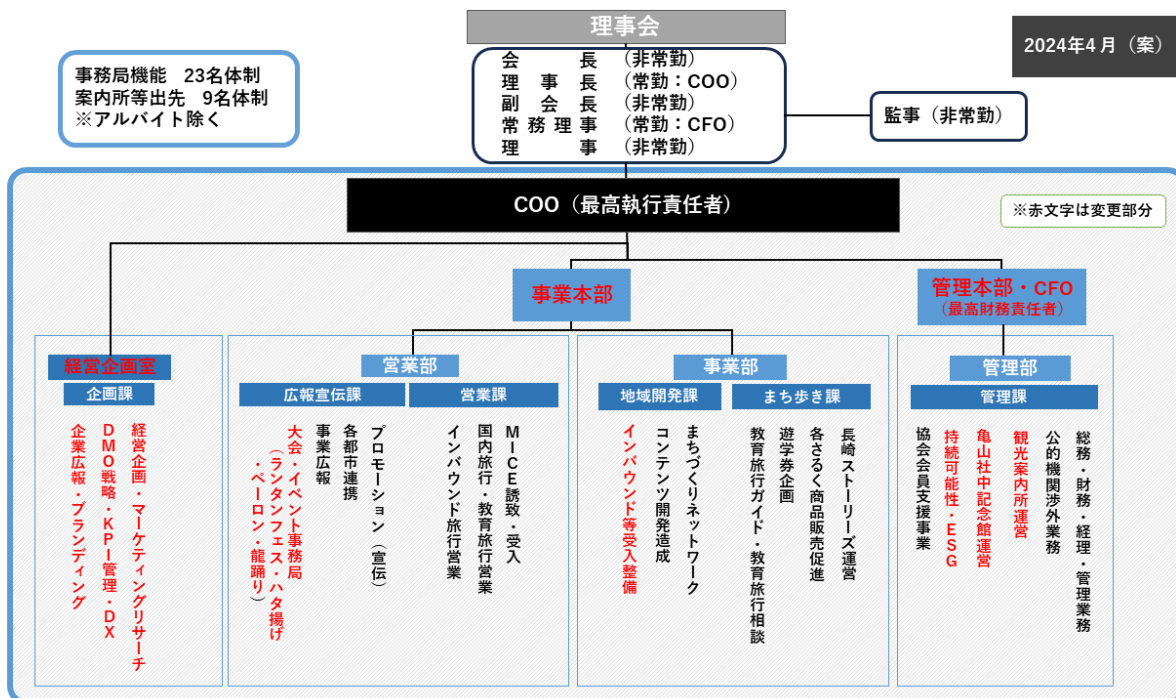 理事会
2024年4月（案）
事務局機能 23名体制
案内所等出先 9名体制
※アルバイト除く
会長（非常勤）
理事長（常勤：COO）
副会長（非常勤）
常務理事（常勤：CFO）
理事（非常勤）
監事（非常勤）
COO（最高執行責任者）
※赤文字は変更部分
事業本部
管理本部・CFO
（最高財務責任者）
経営企画室
企画課
経営企画・マーケティングリサーチ
DMO戦略・KPI管理・DX
企業広報・ブランディング
営業部
広報宣伝課
プロモーション（宣伝）
各都市連携
事業広報
大会・イベント事務局
（ランタンフェス・ハタ揚げ
・ペーロン・龍踊り）
営業課
MICE誘致・受入
国内旅行・教育旅行営業
インバウンド旅行営業
事業部
地域開発課
まちづくりネットワーク
コンテンツ開発造成
インバウンド等受入整備
まち歩き課
長崎ストーリーズ運営
各さるく商品販売促進
遊学券企画
教育旅行ガイド・教育旅行相談
管理部
管理課
総務・財務・経理・管理業務
公的機関渉外業務
観光案内所運営
亀山社中記念館運営
持続可能性・ESG
協会会員支援事業